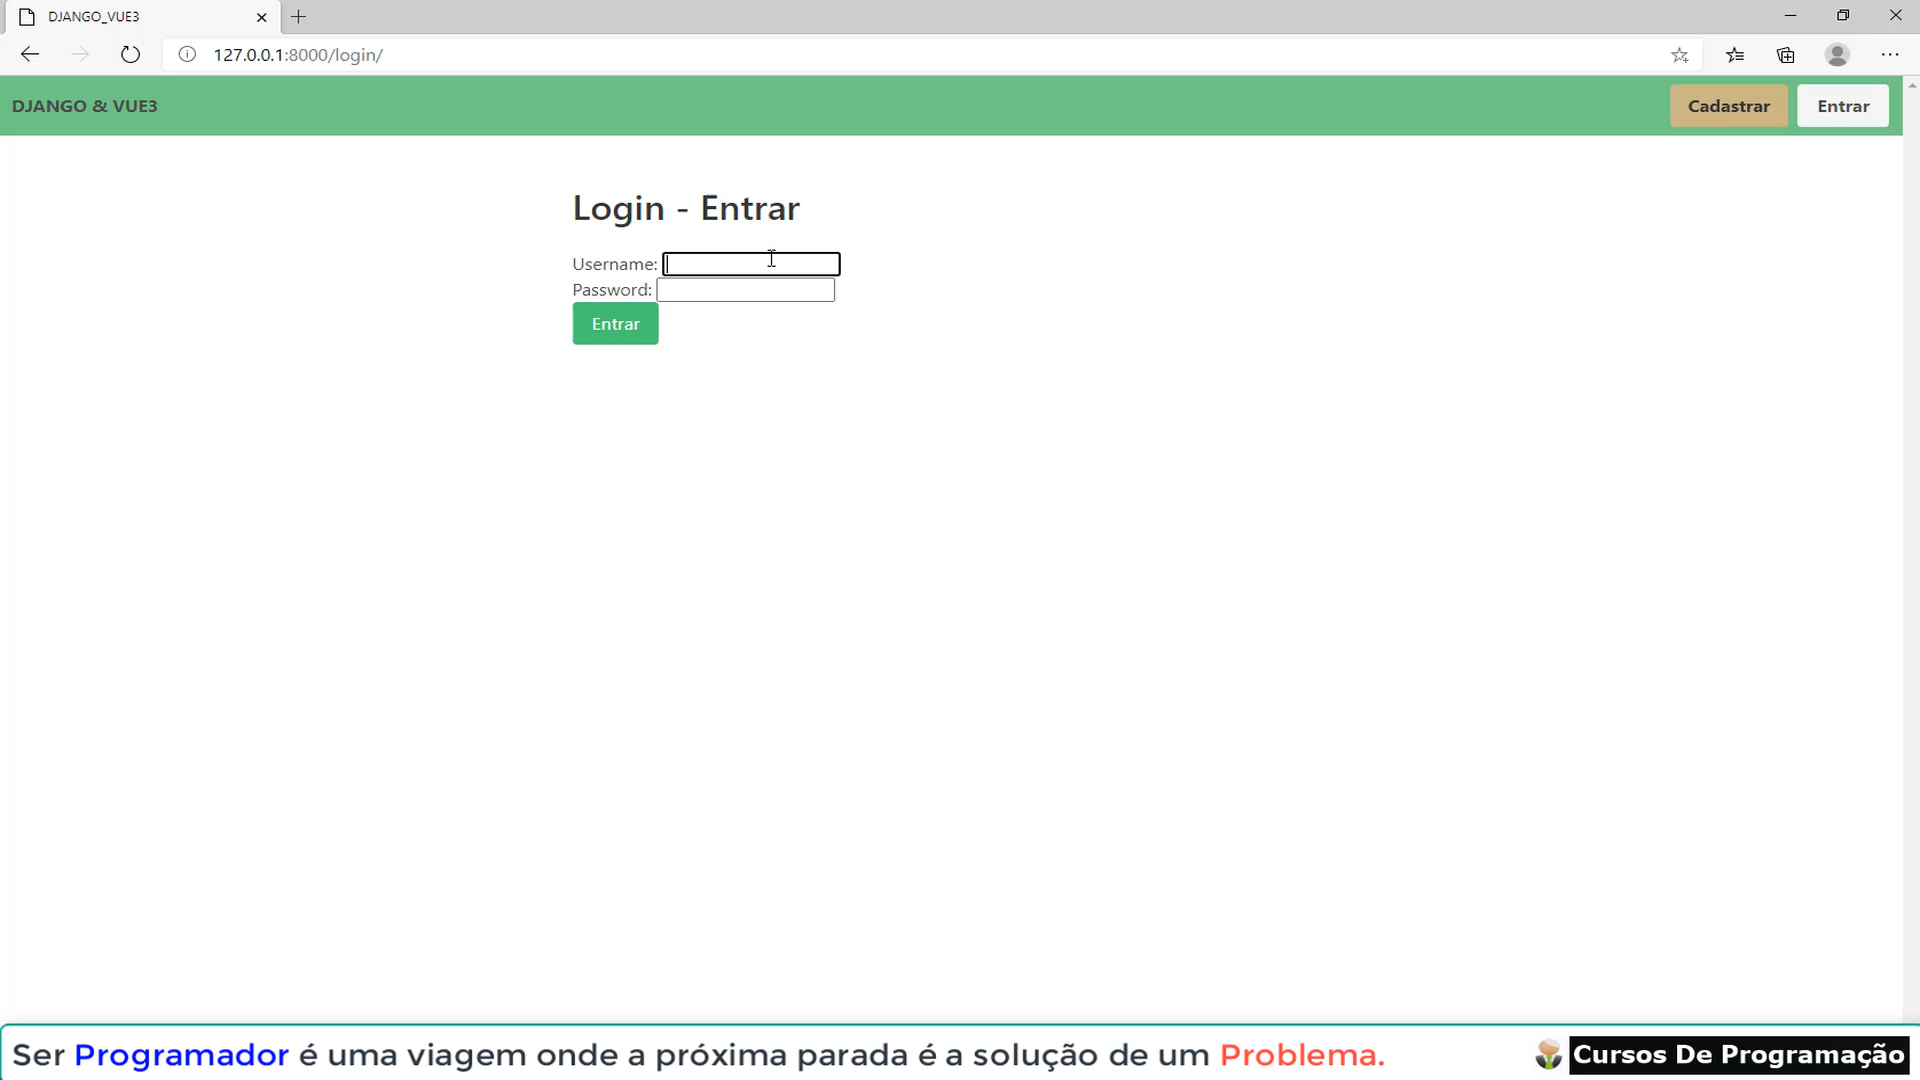 DJANGO_VUE3
127.0.0.1:8000/login/
DJANGO & VUE3
Cadastrar
Entrar
Login - Entrar
Username:
Password:
Entrar
Ser Programador é uma viagem onde a próxima parada é a solução de um Problema.
Cursos De Programação